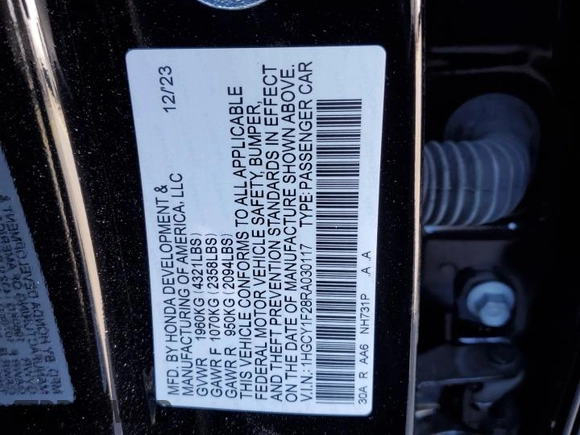 12/'23
MFD. BY HONDA DEVELOPMENT &
MANUFACTURING OF AMERICA, LLC
GVWR 1960KG (4321LBS)
GAWR F 1070KG (2358LBS)
GAWR R 950KG (2094LBS)
THIS VEHICLE CONFORMS TO ALL APPLICABLE
FEDERAL MOTOR VEHICLE SAFETY, BUMPER,
AND THEFT PREVENTION STANDARDS IN EFFECT
ON THE DATE OF MANUFACTURE SHOWN ABOVE.
V.I.N.: 1HGCY1F28RA030117 TYPE: PASSENGER CAR
30A R AA6 NH731P A A